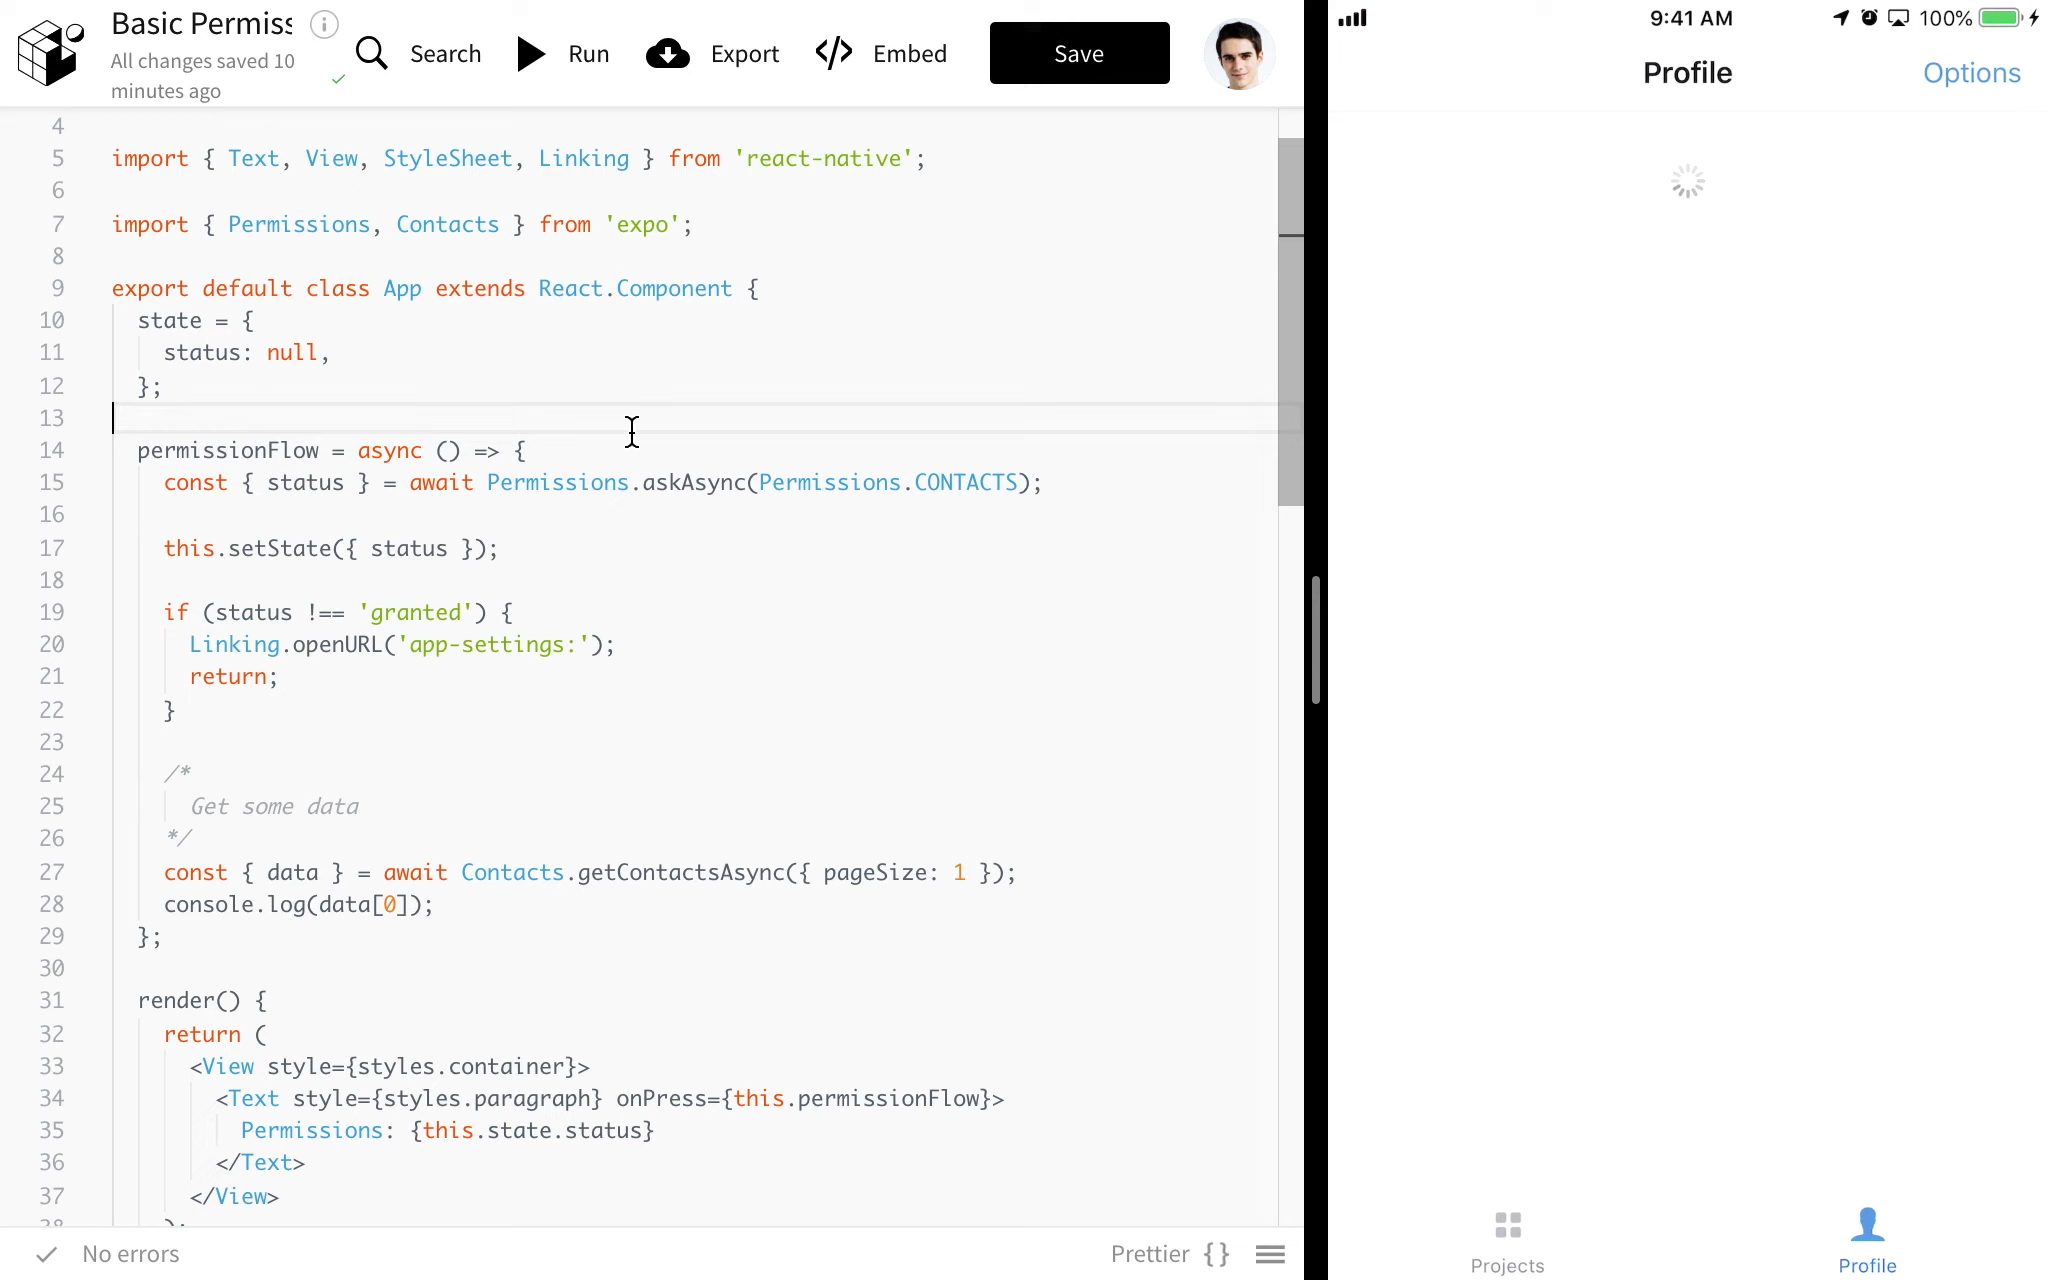 Basic Permiss
All changes saved 10
minutes ago
Search
Run
Export
Embed
Save
4
5 import { Text, View, StyleSheet, Linking } from 'react-native';
6
7 import { Permissions, Contacts } from 'expo';
8
9 export default class App extends React.Component {
10 state = {
11 status: null,
12 };
13
14 permissionFlow = async () => {
15 const { status } = await Permissions.askAsync(Permissions.CONTACTS);
16
17 this.setState({ status });
18
19 if (status !== 'granted') {
20 Linking.openURL('app-settings:');
21 return;
22 }
23
24 /*
25 Get some data
26 */
27 const { data } = await Contacts.getContactsAsync({ pageSize: 1 });
28 console.log(data[0]);
29 };
30
31 render() {
32 return (
33 <View style={styles.container}>
34 <Text style={styles.paragraph} onPress={this.permissionFlow}>
35 Permissions: {this.state.status}
36 </Text>
37 </View>
38 );
No errors
Prettier {}
9:41 AM
100%
Profile
Options
Projects
Profile